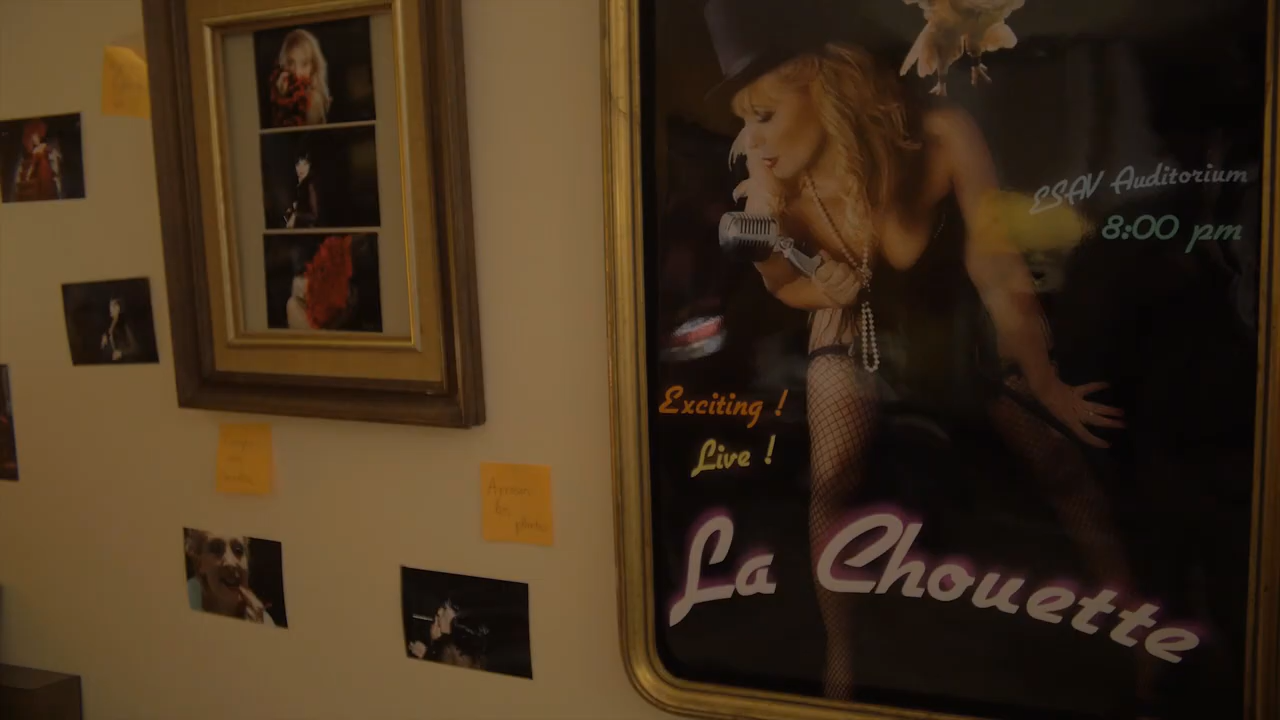 ESAV Auditorium
8:00 pm
Exciting !
Live !
La Chouette